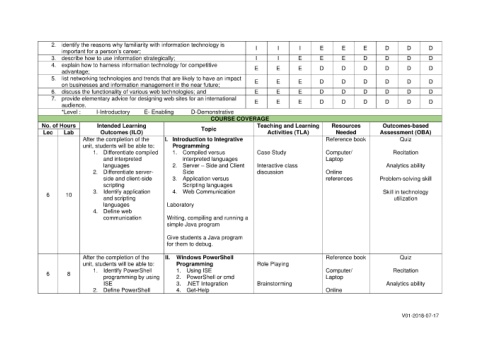 2. identify the reasons why familiarity with information technology is important for a person's career; I I I E E E D D D
3. describe how to use information strategically; I I E E E D D D D
4. explain how to harness information technology for competitive advantage; E E E D D D D D D
5. list networking technologies and trends that are likely to have an impact on businesses and information management in the near future; E E E D D D D D D
6. discuss the functionality of various web technologies; and E E E D D D D D D
7. provide elementary advice for designing web sites for an international audience. E E E D D D D D D
*Level : I-Introductory E- Enabling D-Demonstrative
COURSE COVERAGE
No. of Hours
Lec Lab
Intended Learning Outcomes (ILO)
Topic
Teaching and Learning Activities (TLA)
Resources Needed
Outcomes-based Assessment (OBA)
6 10
After the completion of the unit, students will be able to:
1. Differentiate compiled and interpreted languages
2. Differentiate server-side and client-side scripting
3. Identify application and scripting languages
4. Define web communication
I. Introduction to Integrative Programming
1. Compiled versus interpreted languages
2. Server – Side and Client Side
3. Application versus Scripting languages
4. Web Communication
Laboratory
Writing, compiling and running a simple Java program
Give students a Java program for them to debug.
Case Study
Interactive class discussion
Reference book
Computer/ Laptop
Online references
Quiz
Recitation
Analytics ability
Problem-solving skill
Skill in technology utilization
6 8
After the completion of the unit, students will be able to:
1. Identify PowerShell programming by using ISE
2. Define PowerShell
II. Windows PowerShell Programming
1. Using ISE
2. PowerShell or cmd
3. .NET Integration
4. Get-Help
Role Playing
Brainstorming
Reference book
Computer/ Laptop
Online
Quiz
Recitation
Analytics ability
V01-2018-07-17